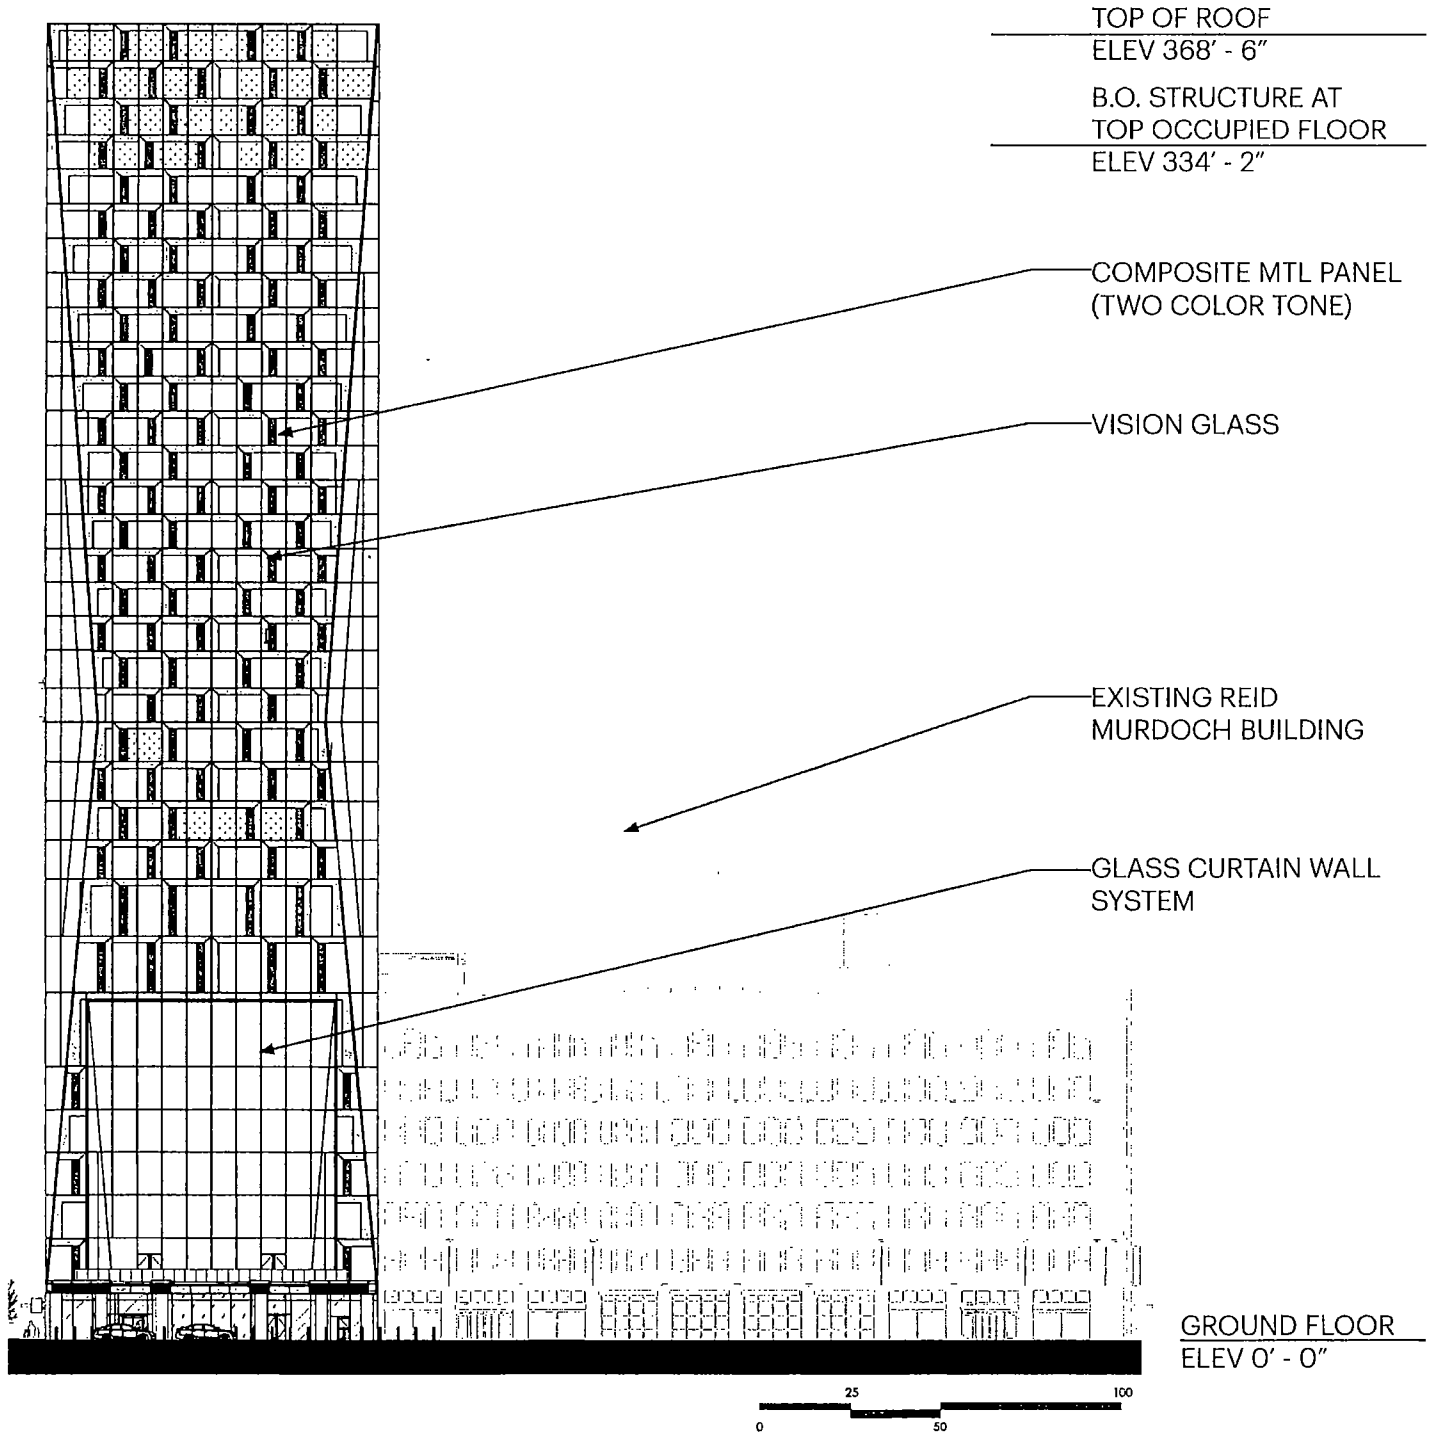 TOP OF ROOF
ELEV 368' - 6"
B.O. STRUCTURE AT
TOP OCCUPIED FLOOR
ELEV 334' - 2"
COMPOSITE MTL PANEL
(TWO COLOR TONE)
VISION GLASS
EXISTING REID
MURDOCH BUILDING
GLASS CURTAIN WALL
SYSTEM
GROUND FLOOR
ELEV 0' - 0"
25 100
0 50